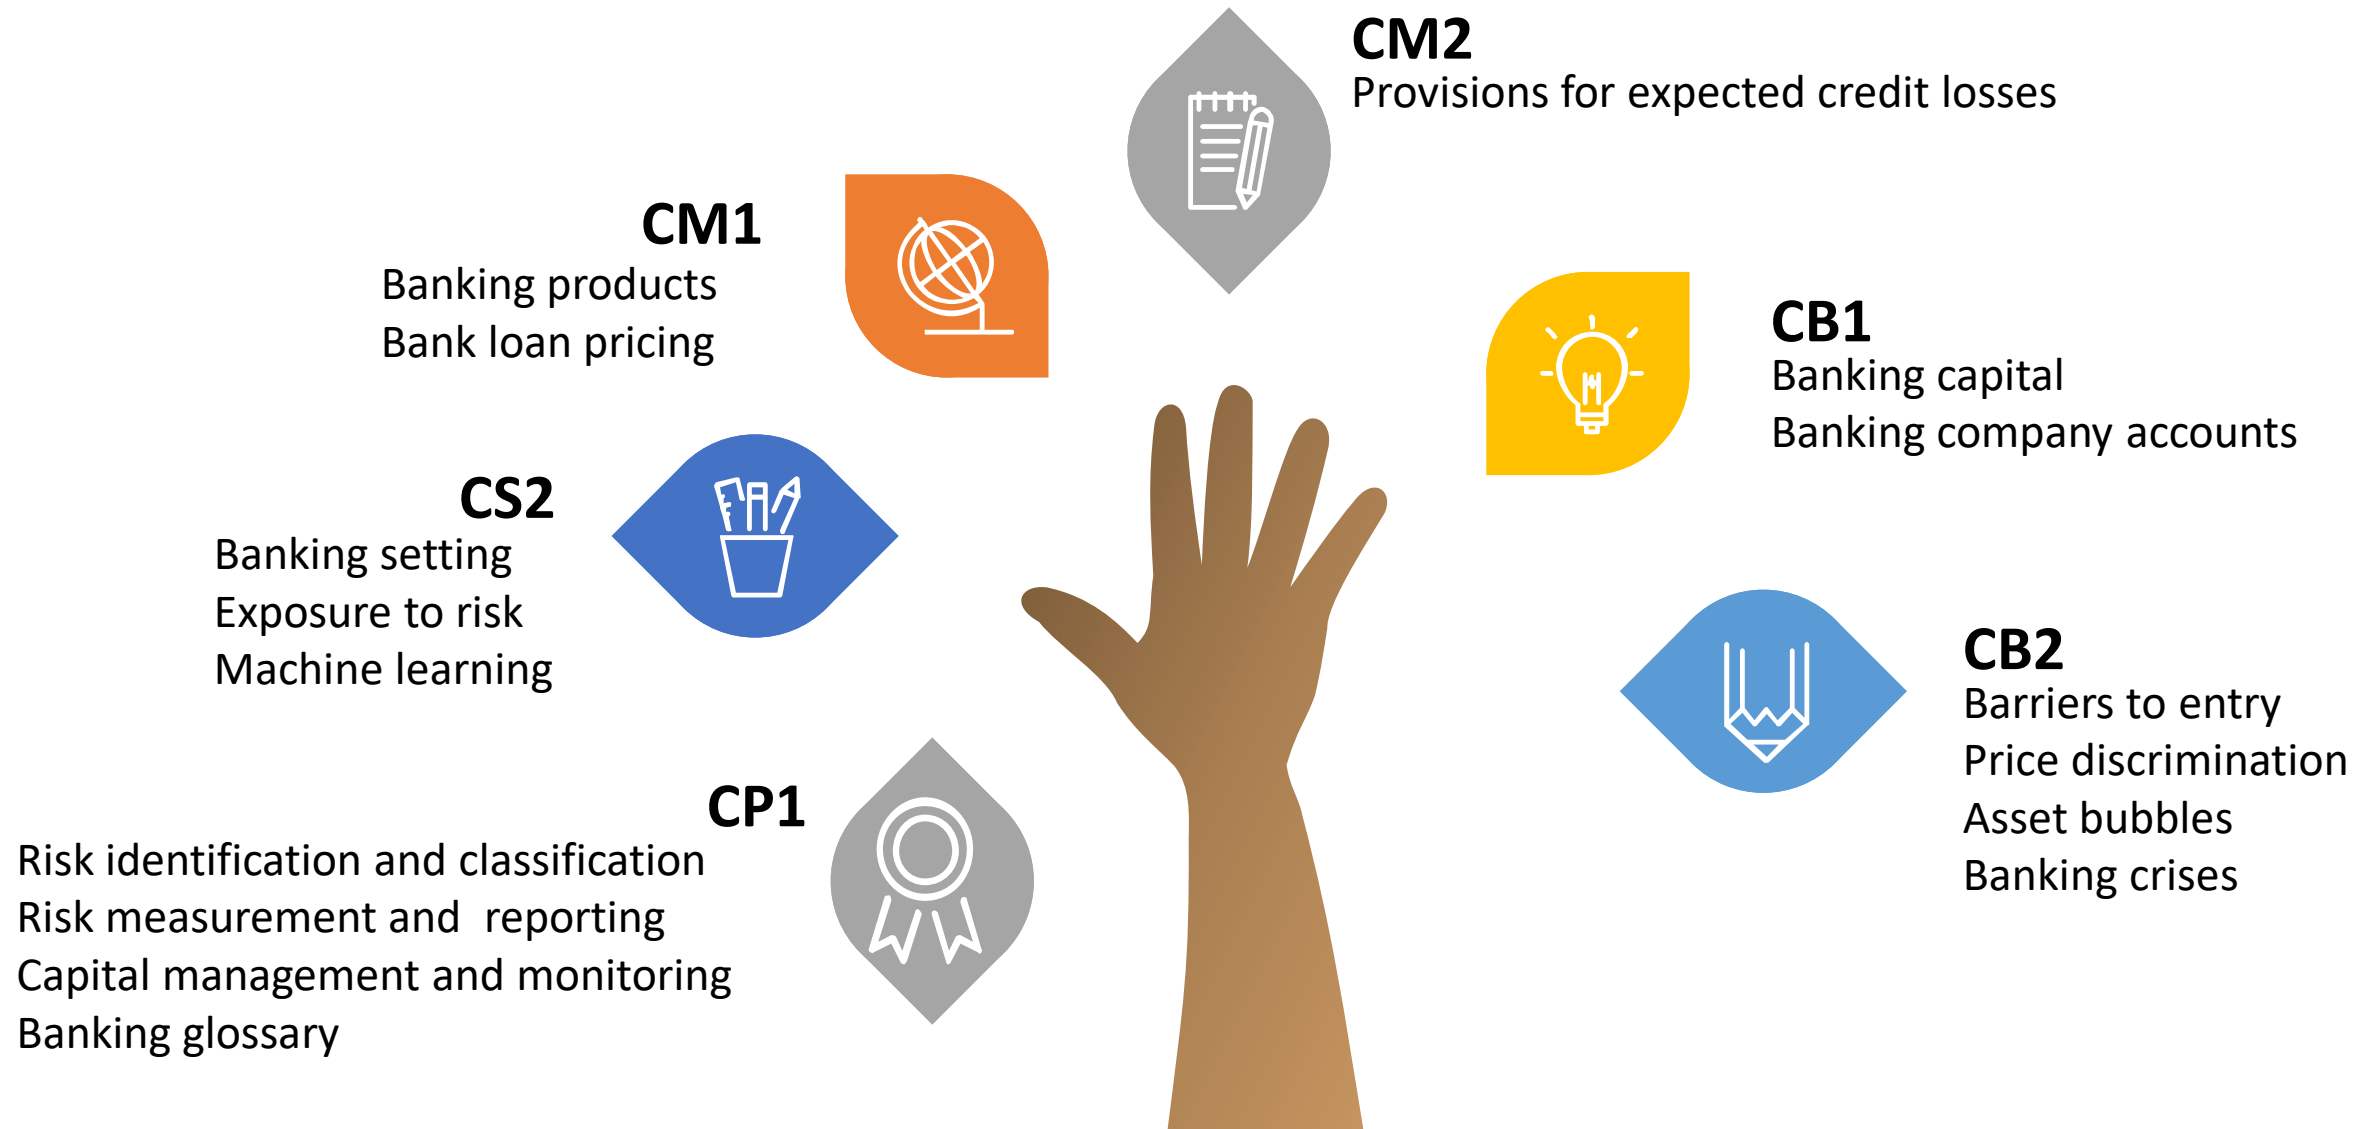 CM2
Provisions for expected credit losses
CM1
Banking products
Bank loan pricing
CB1
Banking capital
Banking company accounts
CS2
Banking setting
Exposure to risk
Machine learning
CB2
Barriers to entry
Price discrimination
Asset bubbles
Banking crises
CP1
Risk identification and classification
Risk measurement and  reporting
Capital management and monitoring
Banking glossary